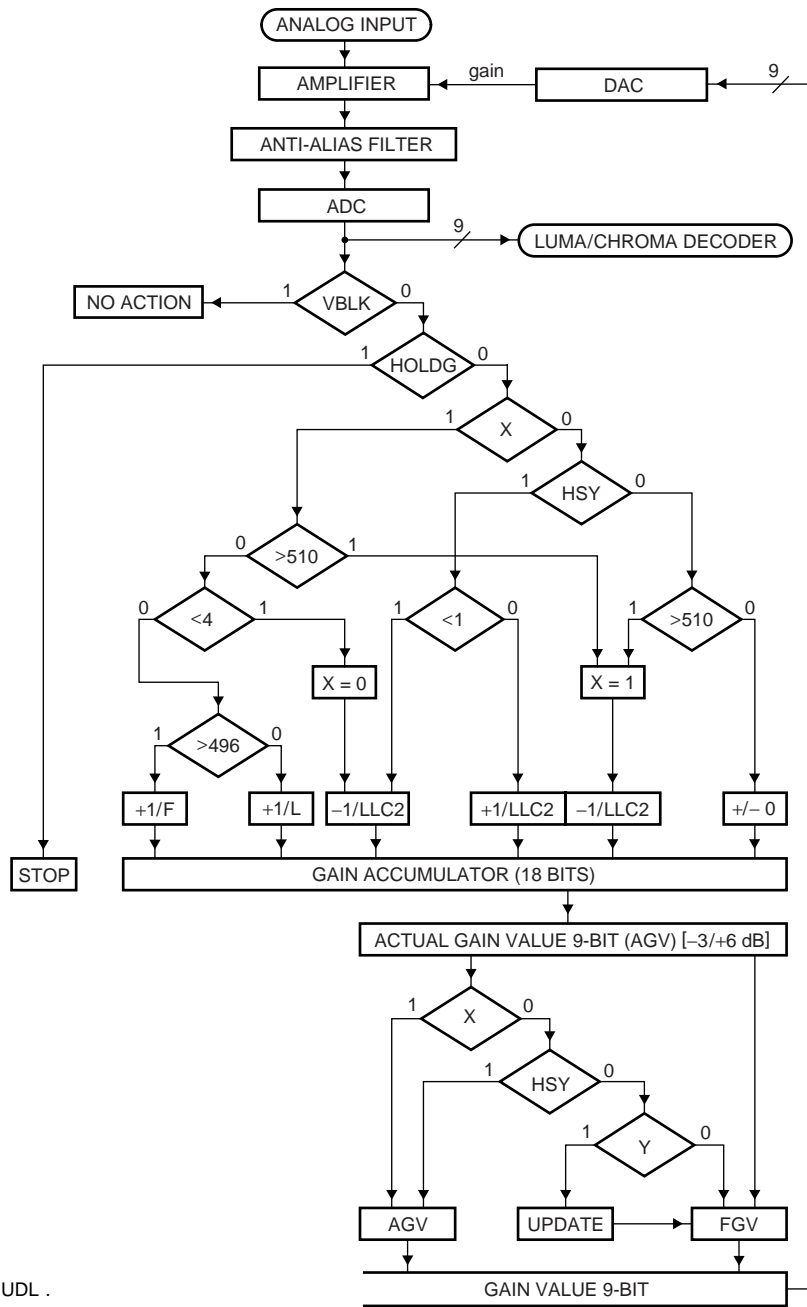 ANALOG INPUT
AMPLIFIER
gain
DAC
9
ANTI-ALIAS FILTER
ADC
9
LUMA/CHROMA DECODER
NO ACTION
1
VBLK
0
1
HOLDG
0
1
X
0
1
HSY
0
0
>510
1
0
<4
1
1
<1
0
1
>510
0
X = 0
X = 1
1
>496
0
+1/F
+1/L
−1/LLC2
+1/LLC2
−1/LLC2
+/− 0
STOP
GAIN ACCUMULATOR (18 BITS)
ACTUAL GAIN VALUE 9-BIT (AGV) [−3/+6 dB]
1
X
0
1
HSY
0
1
Y
0
AGV
UPDATE
FGV
UDL .
GAIN VALUE 9-BIT